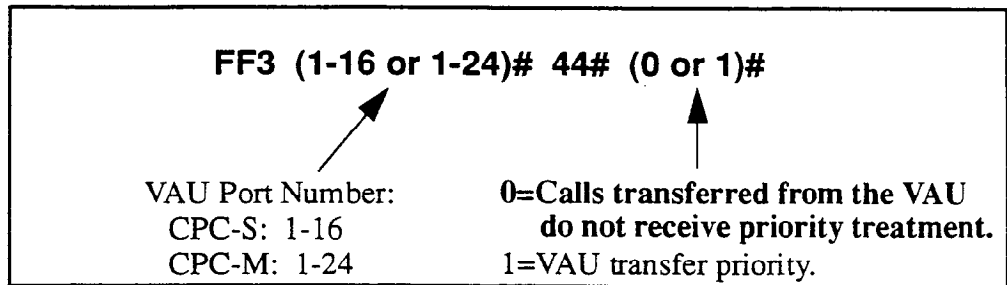 FF3 (1-16 or 1-24)# 44# (0 or 1)#
VAU Port Number:
CPC-S: 1-16
CPC-M: 1-24
0=Calls transferred from the VAU
do not receive priority treatment.
1=VAU transfer priority.